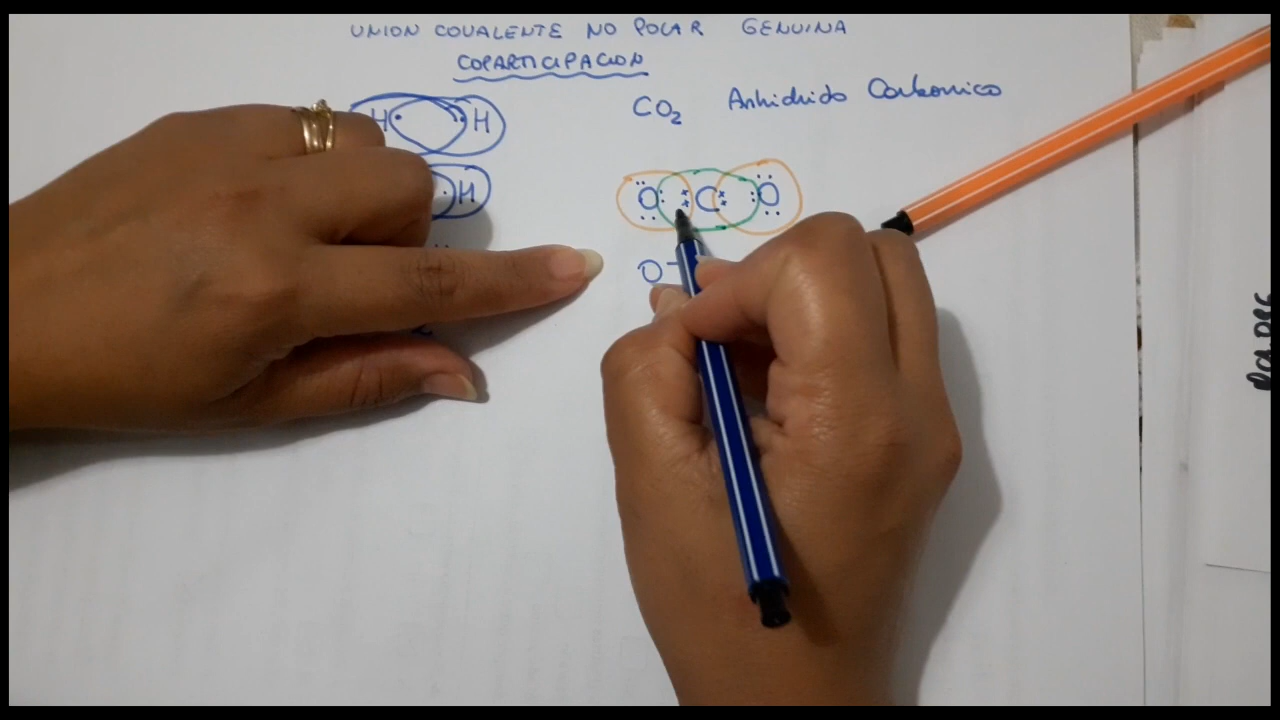 UNION COVALENTE NO POLAR GENUINA
COPARTICIPACION
CO2 Anhidrido Carbonico
H H
H
O C O
O